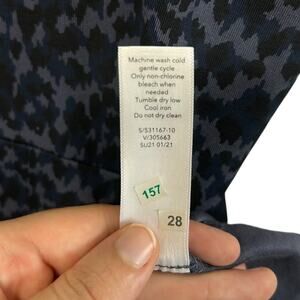 Machine wash cold
gentle cycle
Only non-chlorine
bleach when
needed
Tumble dry low
Cool iron
Do not dry clean
S/S31167-10
V/305663
SU21 01/21
157
28